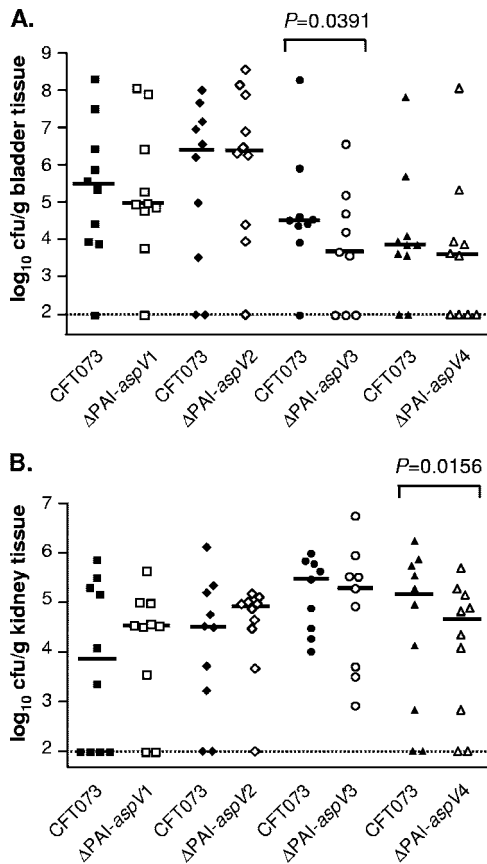 A.
P=0.0391
log10 cfu/g bladder tissue
9
8
7
6
5
4
3
2
CFT073
ΔPAI-aspV1
CFT073
ΔPAI-aspV2
CFT073
ΔPAI-aspV3
CFT073
ΔPAI-aspV4
B.
P=0.0156
log10 cfu/g kidney tissue
7
6
5
4
3
2
CFT073
ΔPAI-aspV1
CFT073
ΔPAI-aspV2
CFT073
ΔPAI-aspV3
CFT073
ΔPAI-aspV4